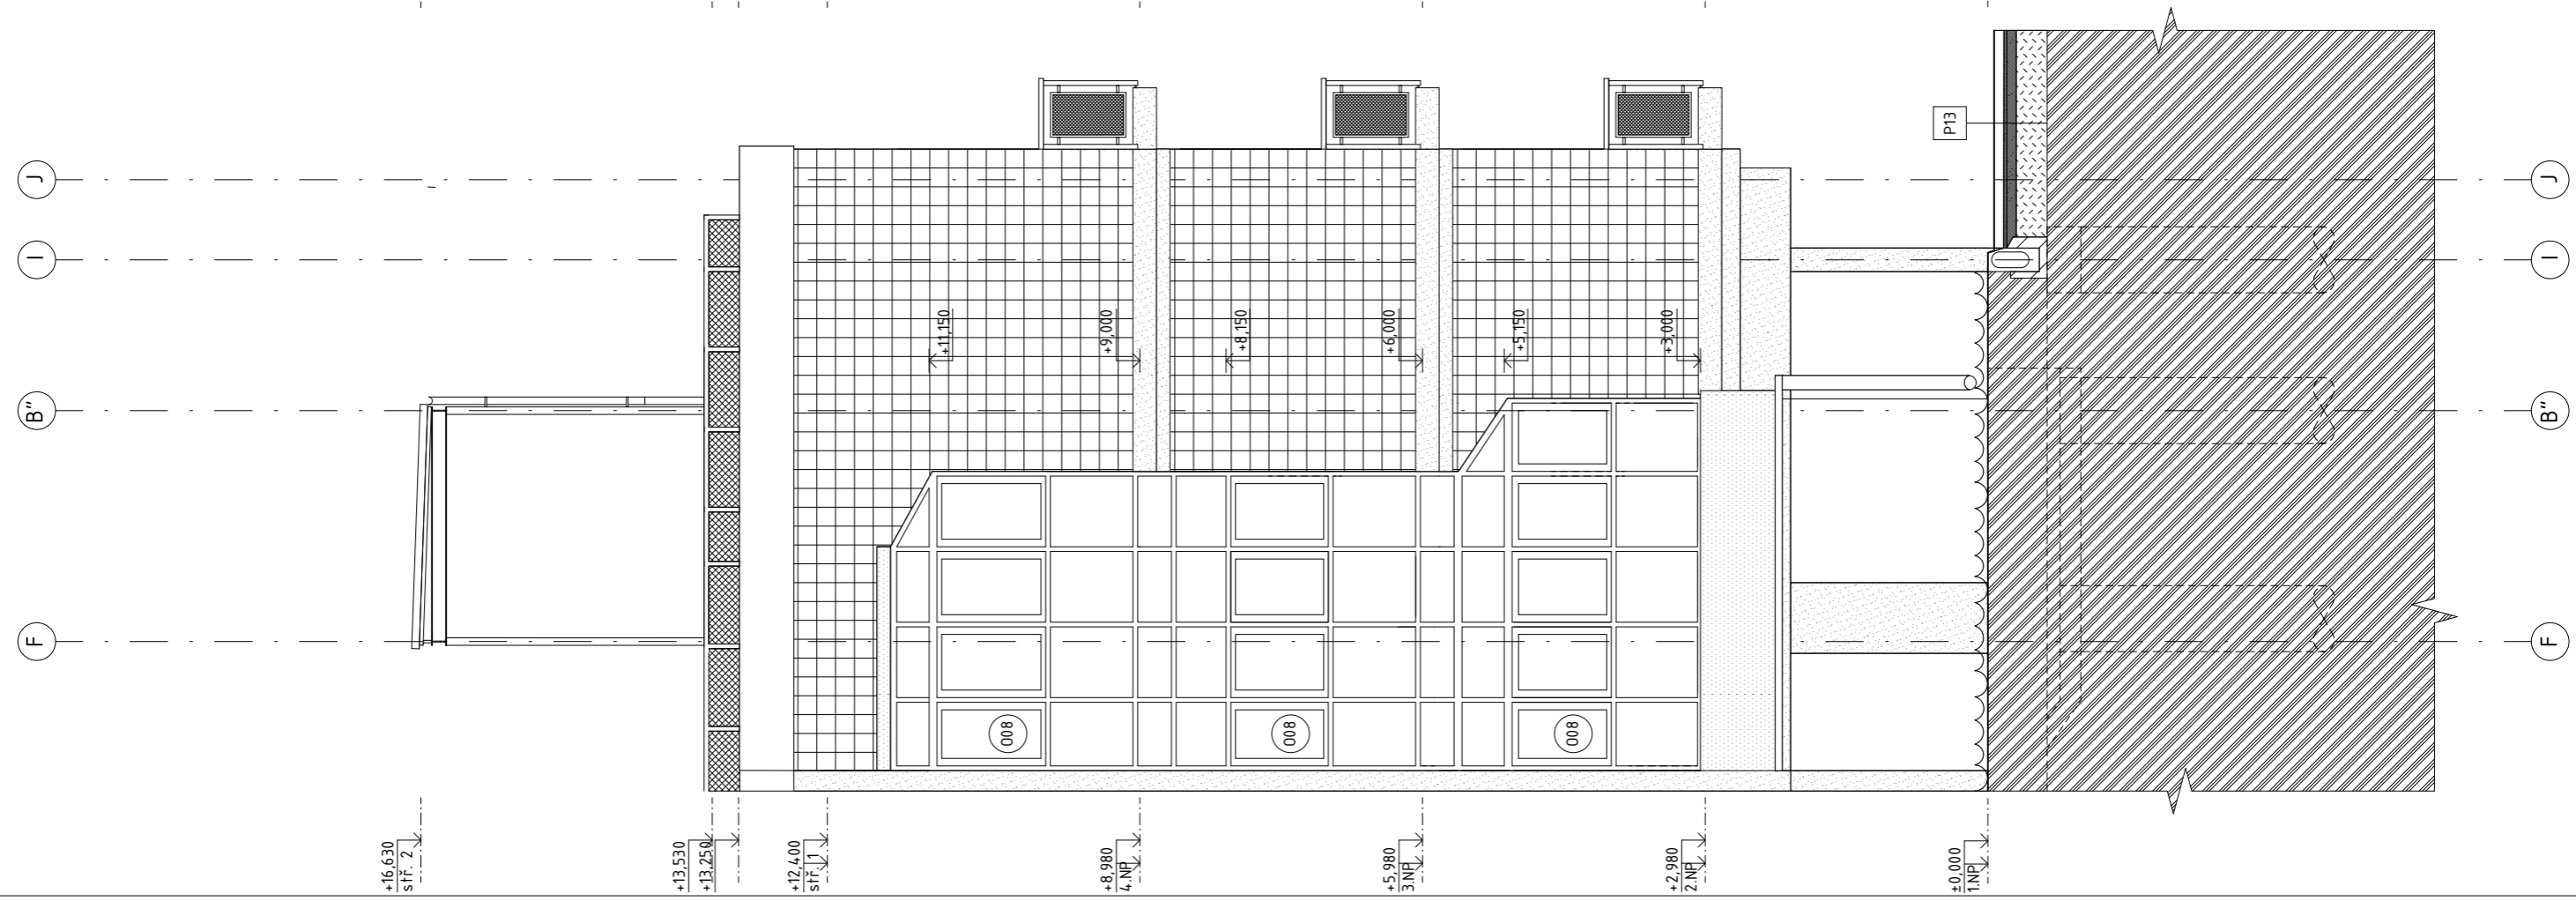 J
I
B"
F
J
I
B"
F
P13
+11,150
+9,000
+8,150
+6,000
+5,150
+3,000
008
008
008
+16,630
stř. 2
+13,530
+13,250
+12,400
stř. 1
+8,980
4.NP
+5,980
3.NP
+2,980
2.NP
±0,000
1.NP